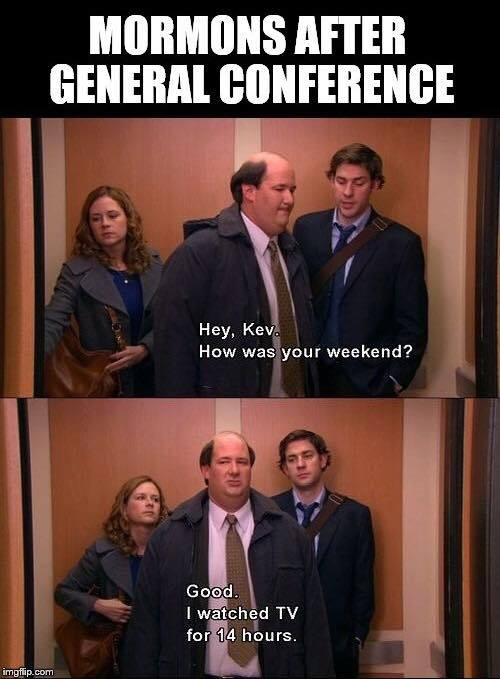 MORMONS AFTER
GENERAL CONFERENCE
Hey, Kev.
How was your weekend?
Good.
I watched TV
for 14 hours.
imgflip.com